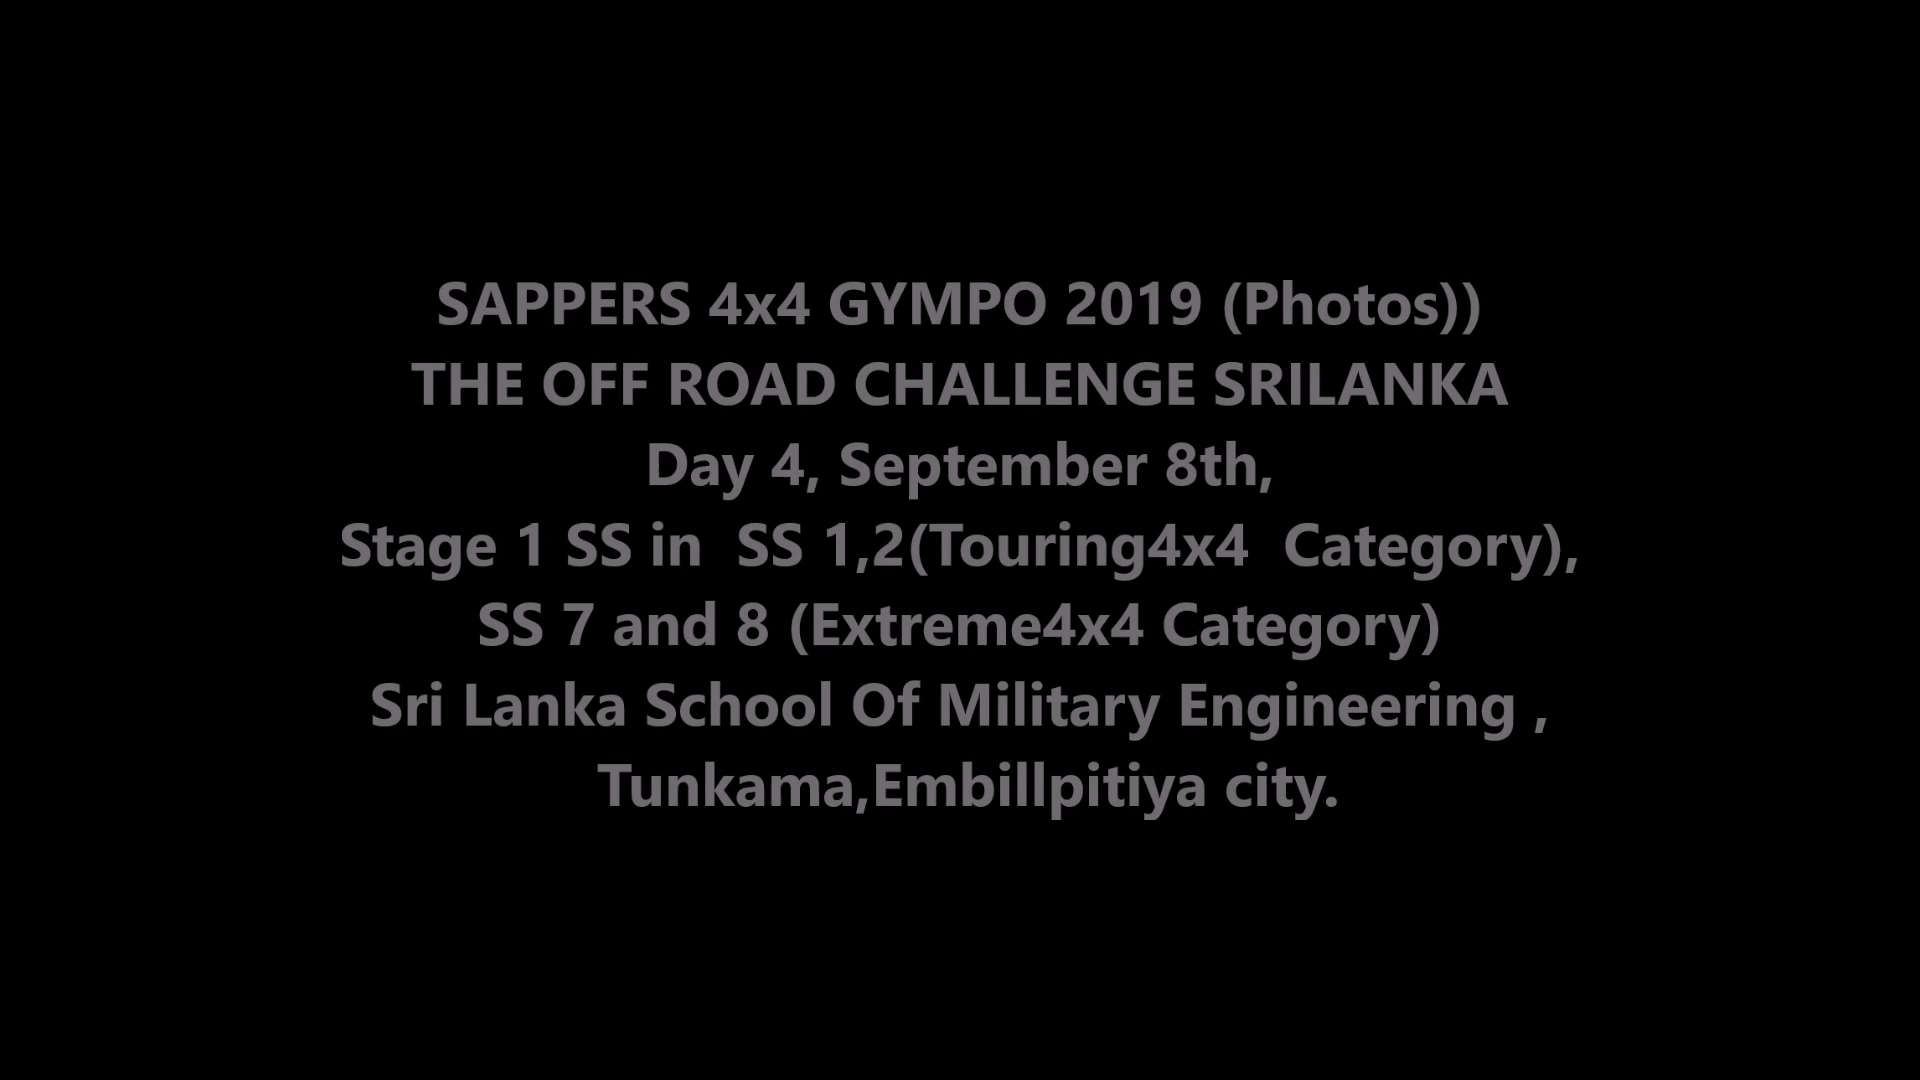 SAPPERS 4x4 GYMPO 2019 (Photos))
THE OFF ROAD CHALLENGE SRILANKA
Day 4, September 8th,
Stage 1 SS in  SS 1,2(Touring4x4  Category),
SS 7 and 8 (Extreme4x4 Category)
Sri Lanka School Of Military Engineering ,
Tunkama,Embillpitiya city.